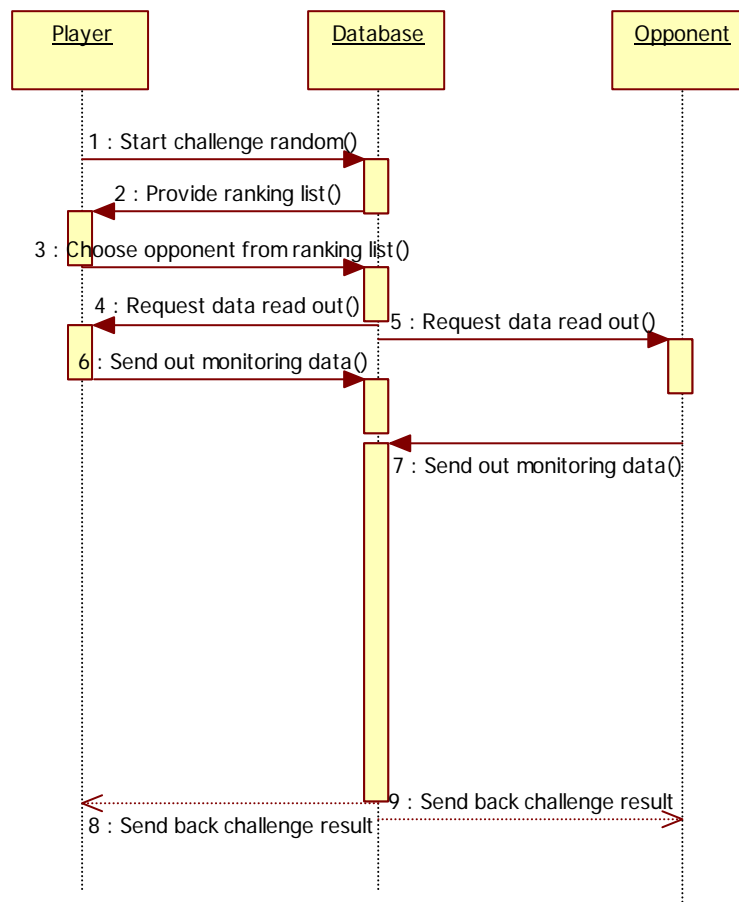 Player
Database
Opponent
1 : Start challenge random()
2 : Provide ranking list()
3 : Choose opponent from ranking list()
4 : Request data read out()
5 : Request data read out()
6 : Send out monitoring data()
7 : Send out monitoring data()
9 : Send back challenge result
8 : Send back challenge result